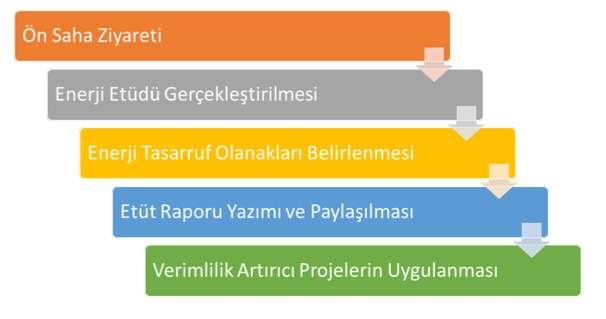 Ön Saha Ziyareti
Enerji Etüdü Gerçekleştirilmesi
Enerji Tasarruf Olanakları Belirlenmesi
Etüt Raporu Yazımı ve Paylaşılması
Verimlilik Artırıcı Projelerin Uygulanması